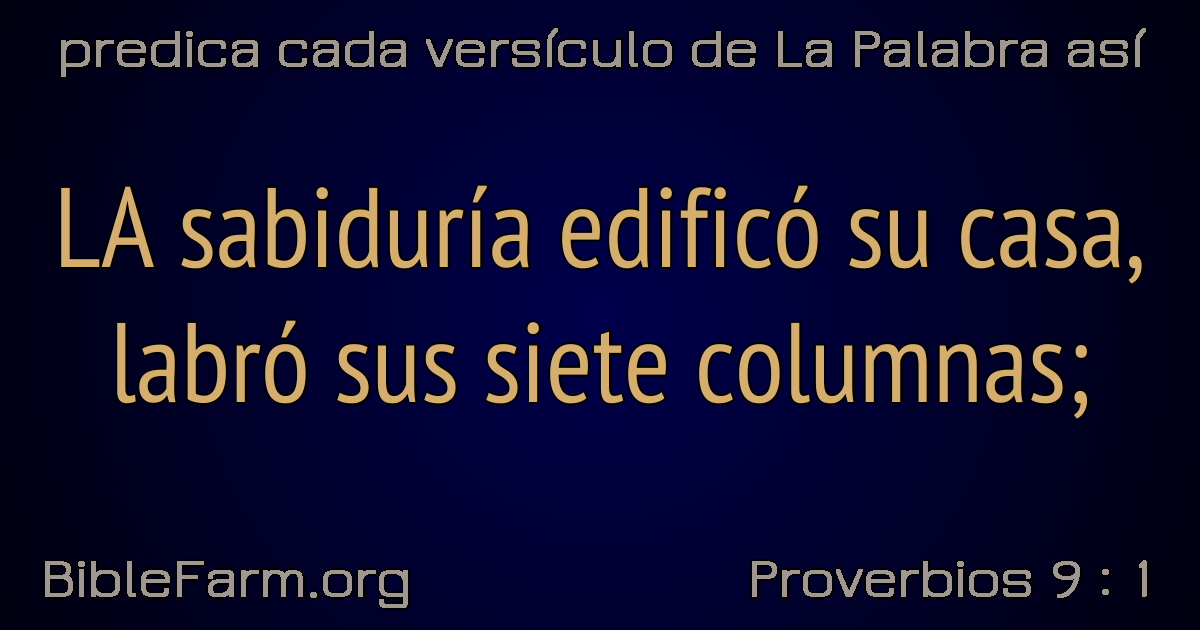 predica cada versículo de La Palabra así
LA sabiduría edificó su casa,
labró sus siete columnas;
BibleFarm.org
Proverbios 9 : 1